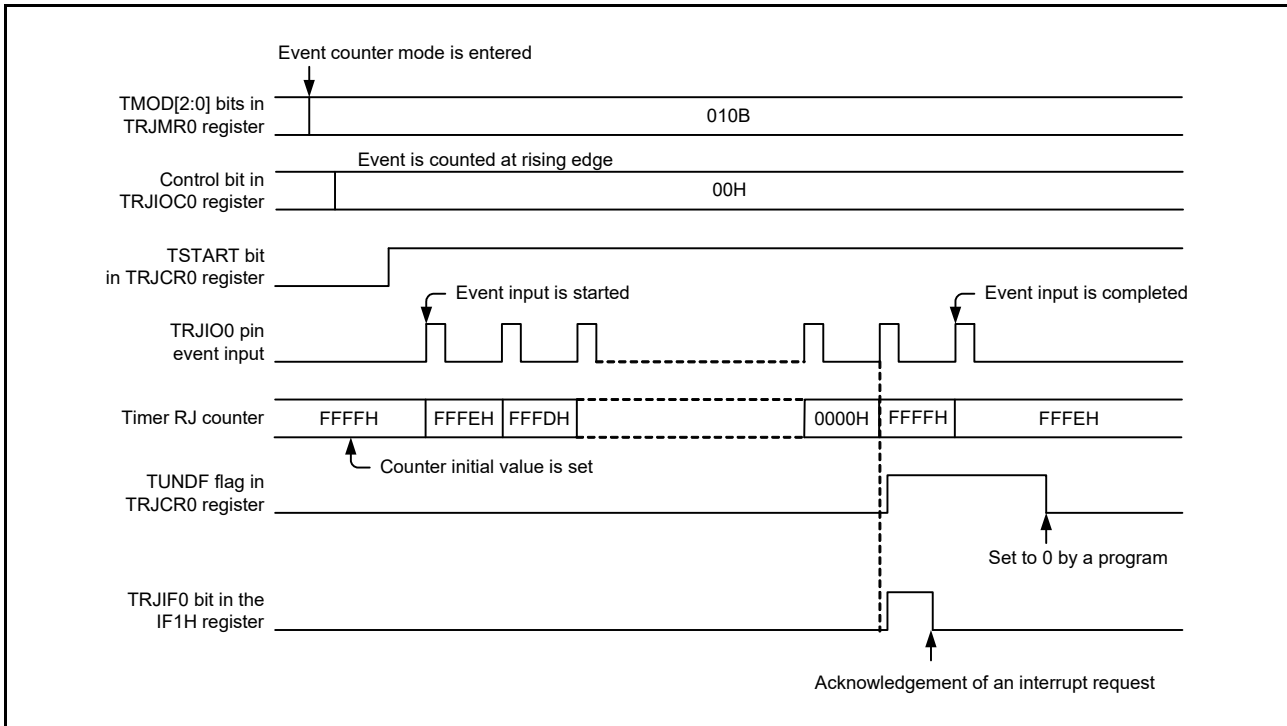 Event counter mode is entered
TMOD[2:0] bits in
TRJMR0 register
010B
Event is counted at rising edge
Control bit in
TRJIOC0 register
00H
TSTART bit
in TRJCR0 register
Event input is started
Event input is completed
TRJIO0 pin
event input
Timer RJ counter
FFFFH
FFFEH
FFFDH
0000H
FFFFH
FFFEH
Counter initial value is set
TUNDF flag in
TRJCR0 register
Set to 0 by a program
TRJIF0 bit in the
IF1H register
Acknowledgement of an interrupt request